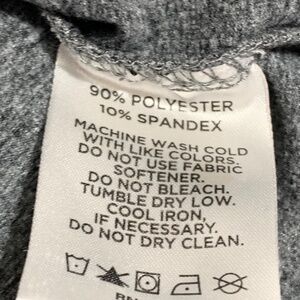 90% POLYESTER
10% SPANDEX
MACHINE WASH COLD
WITH LIKE COLORS.
DO NOT USE FABRIC
SOFTENER.
DO NOT BLEACH.
TUMBLE DRY LOW.
COOL IRON,
IF NECESSARY.
DO NOT DRY CLEAN.